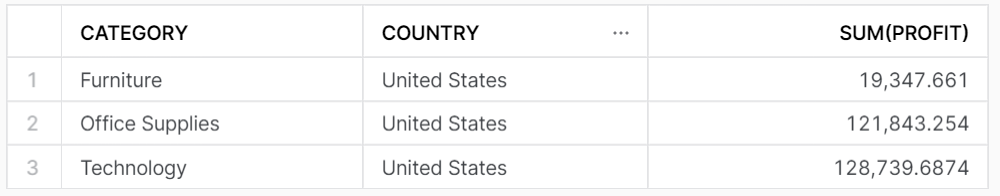 CATEGORY COUNTRY ... SUM(PROFIT)
1 Furniture United States 19,347.661
2 Office Supplies United States 121,843.254
3 Technology United States 128,739.6874